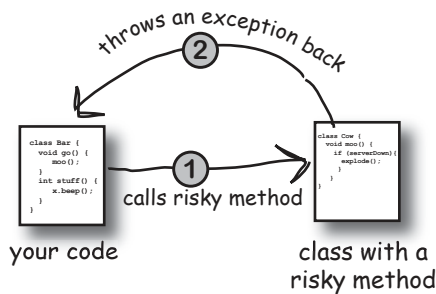 throws an exception back
2
class Bar {
void go() {
moo();
}
int stuff() {
x.beep();
}
}
1
calls risky method
class Cow {
void moo() {
if (serverDown){
explode();
}
}
}
your code
class with a
risky method